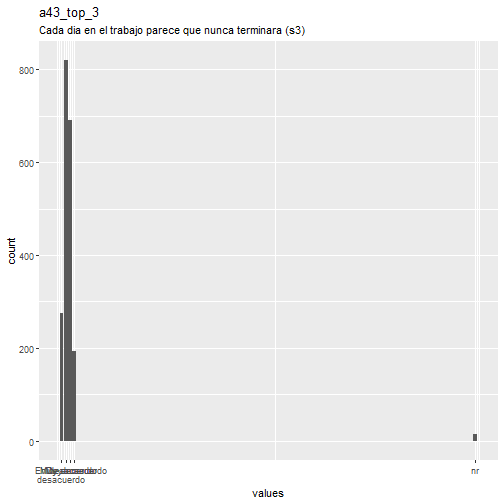 a43_top_3
Cada dia en el trabajo parece que nunca terminara (s3)
800
600
400
200
0
count
nr
desacuerdo
values